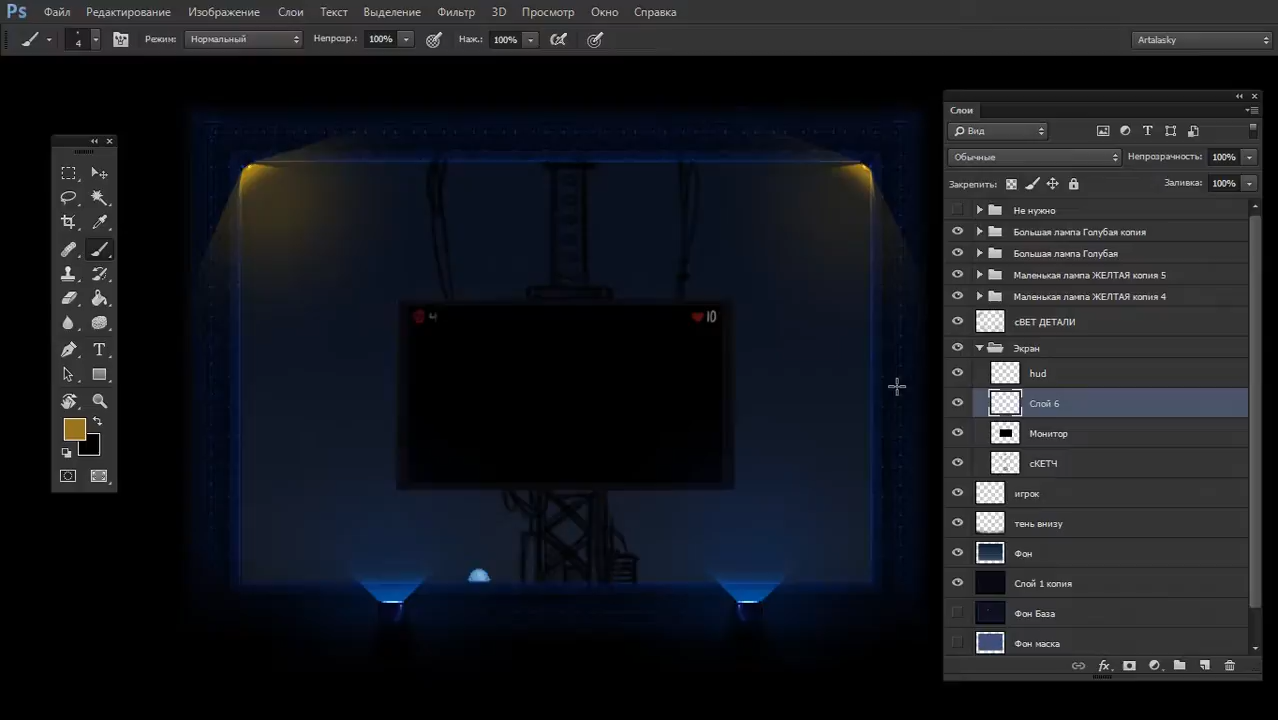 Ps Файл Редактирование Изображение Слои Текст Выделение Фильтр 3D Просмотр Окно Справка
4 Режим: Нормальный Непрозр.: 100% Наж.: 100% Artalasky
Слои
Вид
Обычные Непрозрачность: 100%
Закрепить: Заливка: 100%
Не нужно
Большая лампа Голубая копия
Большая лампа Голубая
Маленькая лампа ЖЕЛТАЯ копия 5
Маленькая лампа ЖЕЛТАЯ копия 4
сВЕТ ДЕТАЛИ
Экран
hud
Слой 6
Монитор
сКЕТЧ
игрок
тень внизу
Фон
Слой 1 копия
Фон База
Фон маска
4 10